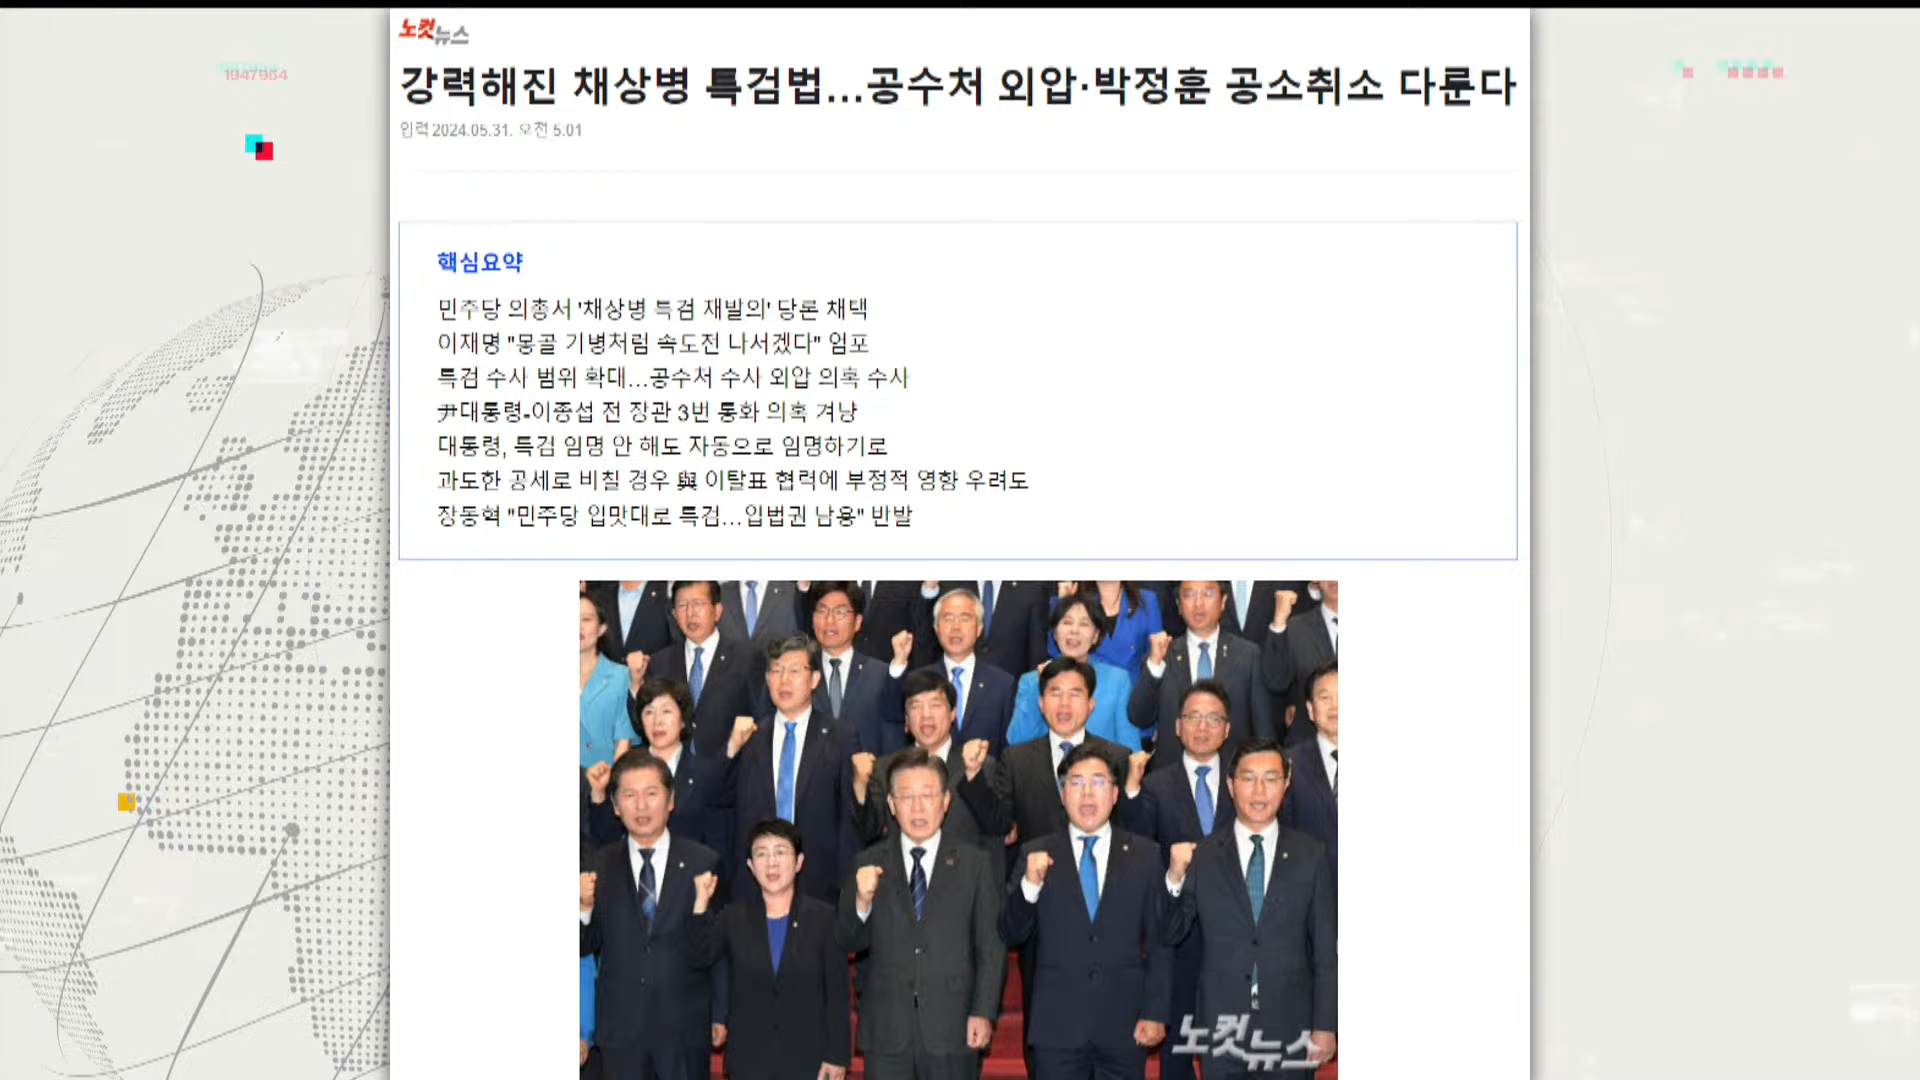 노컷뉴스
1947954
강력해진 채상병 특검법…공수처 외압·박정훈 공소취소 다룬다
입력 2024.05.31. 오전 5.01
핵심요약
민주당 의총서 '채상병 특검 재발의' 당론 채택
이재명 "몽골 기병처럼 속도전 나서겠다" 엄포
특검 수사 범위 확대…공수처 수사 외압 의혹 수사
尹대통령-이종섭 전 장관 3번 통화 의혹 겨냥
대통령, 특검 임명 안 해도 자동으로 임명하기로
과도한 공세로 비칠 경우 與 이탈표 협력에 부정적 영향 우려도
장동혁 "민주당 입맛대로 특검…입법권 남용" 반발
노컷뉴스